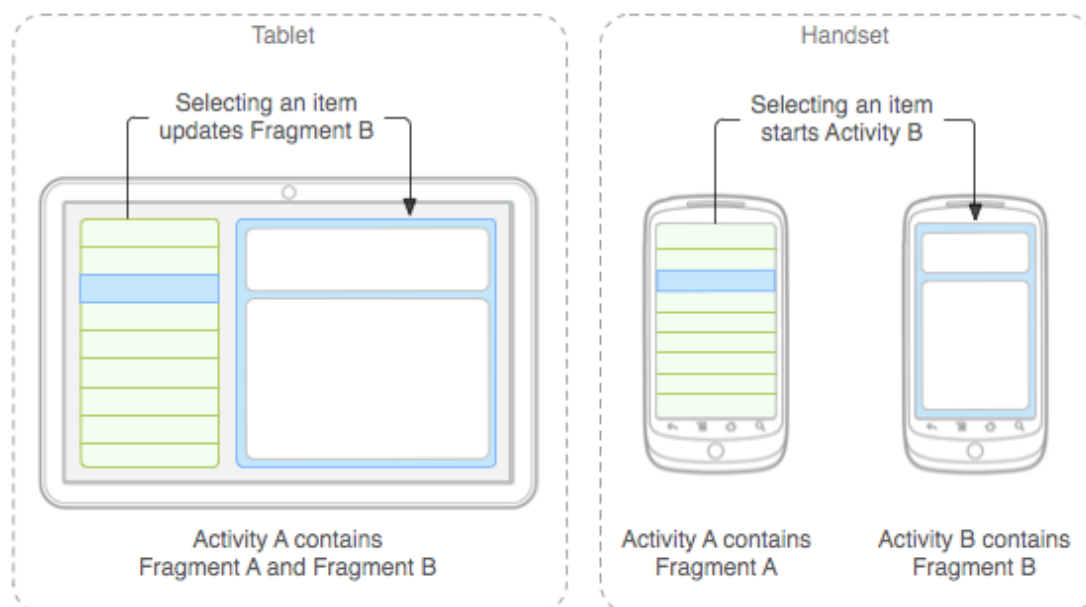 Tablet
Selecting an item
updates Fragment B
Activity A contains
Fragment A and Fragment B
Handset
Selecting an item
starts Activity B
Activity A contains
Fragment A
Activity B contains
Fragment B